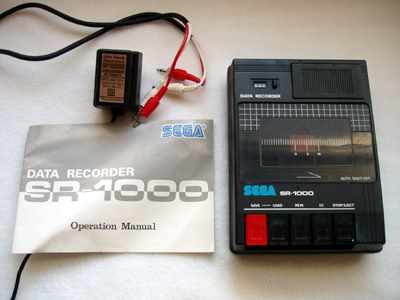 SEGA
DATA RECORDER
SR-1000
Operation Manual
DATA RECORDER
AUTO SHUT-OFF
SEGA SR-1000
SAVE LOAD REW. F.F. STOP/EJECT